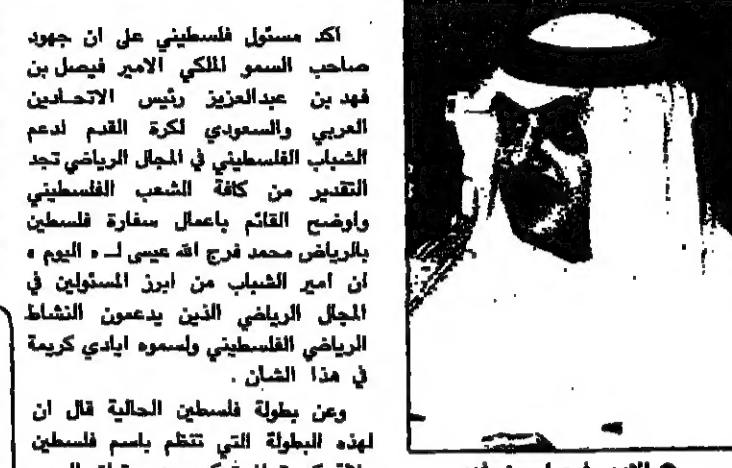 اكد مسئول فلسطيني على ان جهود
صاحب السمو الملكي الامير فيصل بن
فهد بن عبدالعزيز رئيس الاتحادين
العربي والسعودي لكرة القدم لدعم
الشباب الفلسطيني في المجال الرياضي تجد
التقدير من كافة الشعب الفلسطيني
واوضح القائم باعمال سفارة فلسطين
بالرياض محمد فرج الله عيسى لـ « اليوم »
ان امير الشباب من ابرز المسئولين في
المجال الرياضي الذين يدعمون النشاط
الرياضي الفلسطيني ولسموه ايادي كريمة
في هذا الشأن .
وعن بطولة فلسطين الحالية قال ان
لهذه البطولة التي تنظم باسم فلسطين